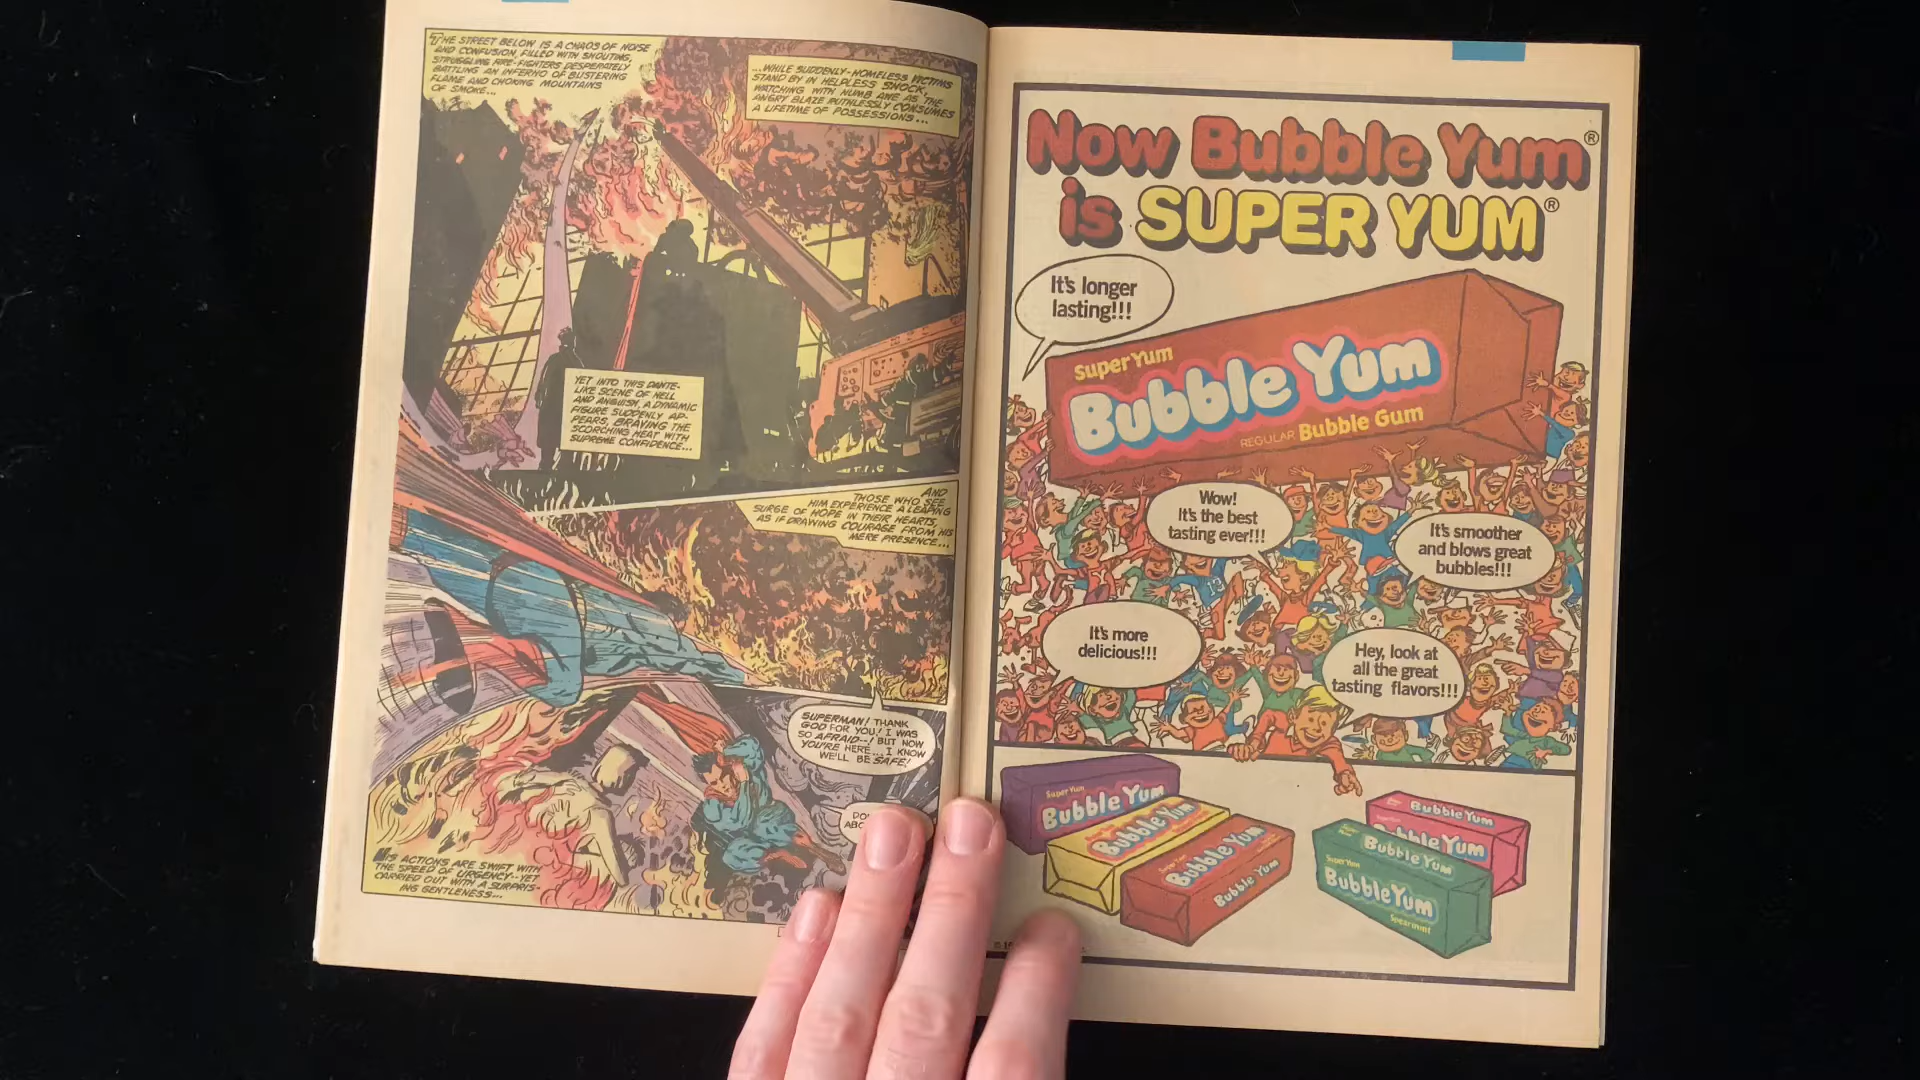 THE STREET BELOW IS A CHAOS OF NOISE
AND CONFUSION, FILLED WITH SHOUTING,
STRUGGLING FIRE-FIGHTERS DESPERATELY
BATTLING AN INFERNO OF BLISTERING
FLAME AND CHOKING MOUNTAINS
OF SMOKE...
...WHILE SUDDENLY-HOMELESS VICTIMS
STAND BY IN HELPLESS SHOCK,
WATCHING WITH NUMB AWE AS THE
ANGRY BLAZE RUTHLESSLY CONSUMES
A LIFETIME OF POSSESSIONS...
YET INTO THIS DANTE-
LIKE SCENE OF HELL
AND ANGUISH, A DYNAMIC
FIGURE SUDDENLY AP-
PEARS, BRAVING THE
SCORCHING HEAT WITH
SUPREME CONFIDENCE...
AND
THOSE WHO SEE
HIM EXPERIENCE A LEAPING
SURGE OF HOPE IN THEIR HEARTS,
AS IF DRAWING COURAGE FROM HIS
MERE PRESENCE...
SUPERMAN! THANK
GOD FOR YOU! I WAS
SO AFRAID--! BUT NOW
YOU'RE HERE... I KNOW
WE'LL BE SAFE!
HIS ACTIONS ARE SWIFT WITH
THE SPEED OF URGENCY--YET
CARRIED OUT WITH A SURPRIS-
ING GENTLENESS...
Now Bubble Yum®
is SUPER YUM®
It's longer
lasting!!!
Super Yum
Bubble Yum
REGULAR Bubble Gum
Wow!
It's the best
tasting ever!!!
It's smoother
and blows great
bubbles!!!
It's more
delicious!!!
Hey, look at
all the great
tasting flavors!!!
Super Yum
Bubble Yum
Bubble Yum
Bubble Yum
Bubble Yum
Bubble Yum
Bubble Yum
Bubble Yum
Super Yum
Bubble Yum
Spearmint